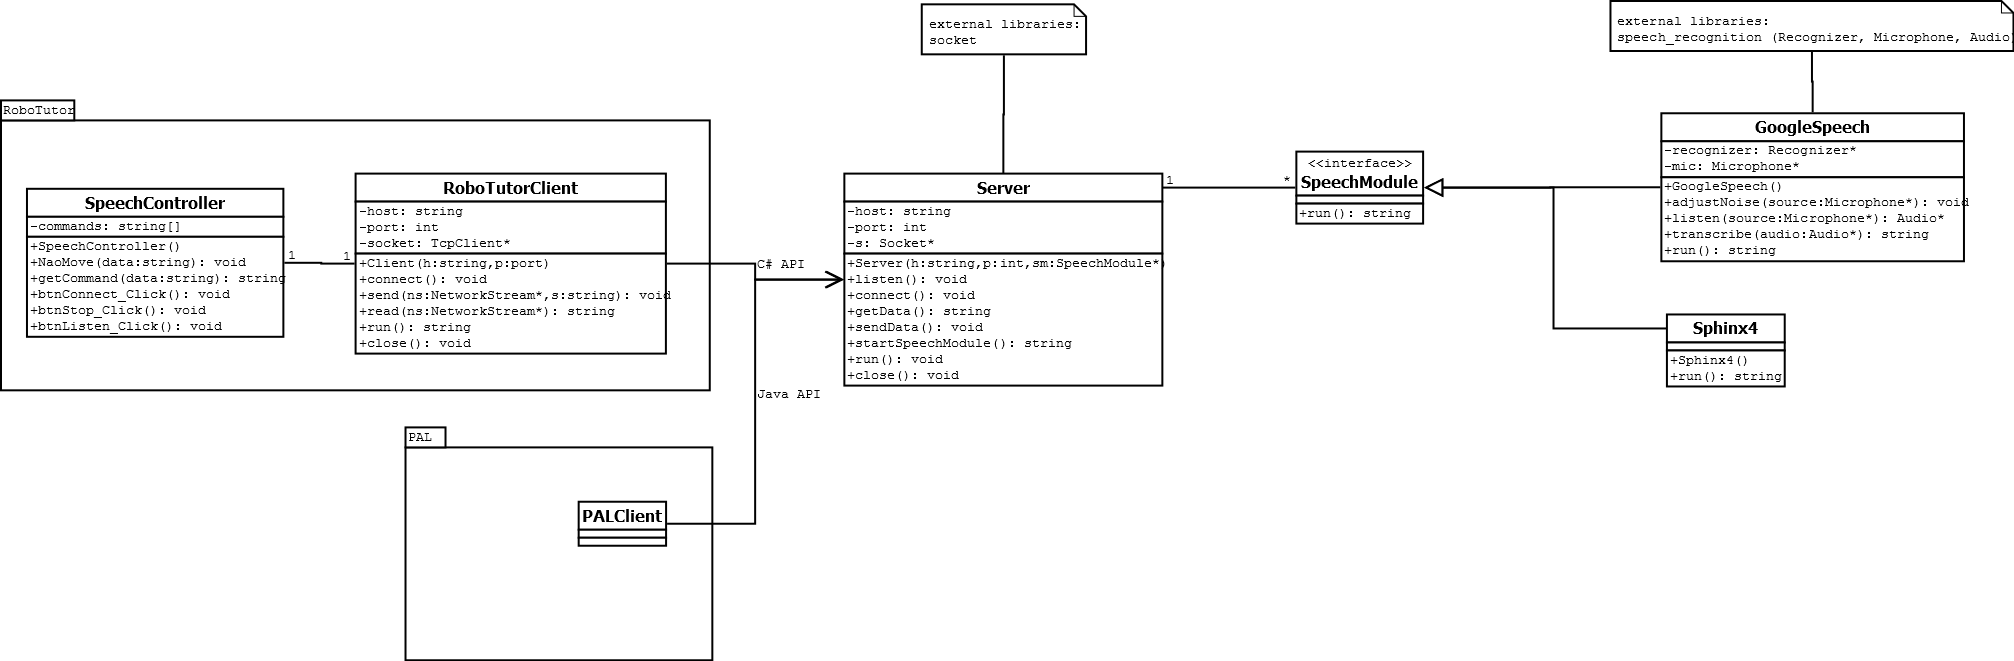 external libraries:
socket
external libraries:
speech_recognition (Recognizer, Microphone, Audio
RoboTutor
SpeechController
-commands: string[]
+SpeechController()
+NaoMove(data:string): void
+getCommand(data:string): string
+btnConnect_Click(): void
+btnStop_Click(): void
+btnListen_Click(): void
1
1
RoboTutorClient
-host: string
-port: int
-socket: TcpClient*
+Client(h:string,p:port)
+connect(): void
+send(ns:NetworkStream*,s:string): void
+read(ns:NetworkStream*): string
+run(): string
+close(): void
C# API
Java API
PAL
PALClient
Server
-host: string
-port: int
-s: Socket*
+Server(h:string,p:int,sm:SpeechModule*)
+listen(): void
+connect(): void
+getData(): string
+sendData(): void
+startSpeechModule(): string
+run(): void
+close(): void
1
*
<<interface>>
SpeechModule
+run(): string
GoogleSpeech
-recognizer: Recognizer*
-mic: Microphone*
+GoogleSpeech()
+adjustNoise(source:Microphone*): void
+listen(source:Microphone*): Audio*
+transcribe(audio:Audio*): string
+run(): string
Sphinx4
+Sphinx4()
+run(): string